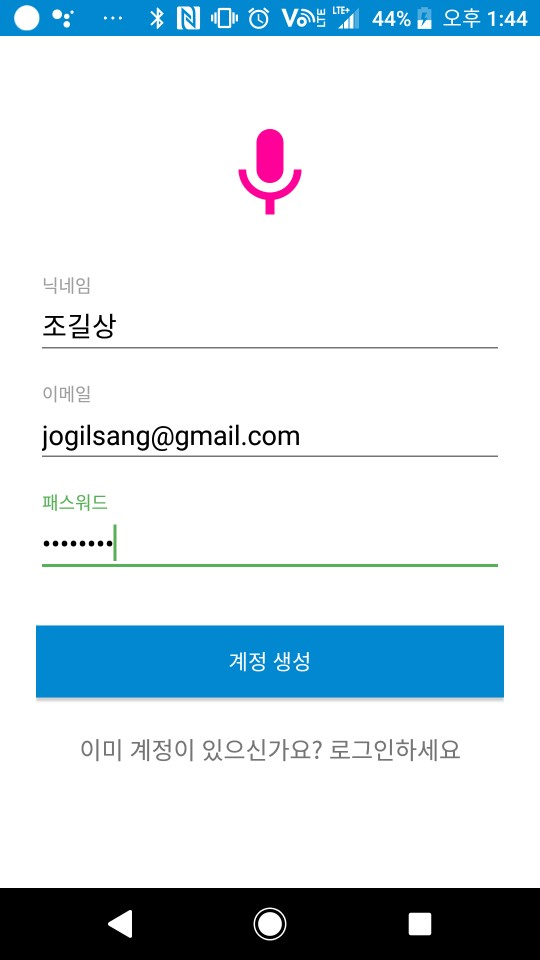 VoLTE LTE+ 44% 오후 1:44
닉네임
조길상
이메일
jogilsang@gmail.com
패스워드
••••••••
계정 생성
이미 계정이 있으신가요? 로그인하세요